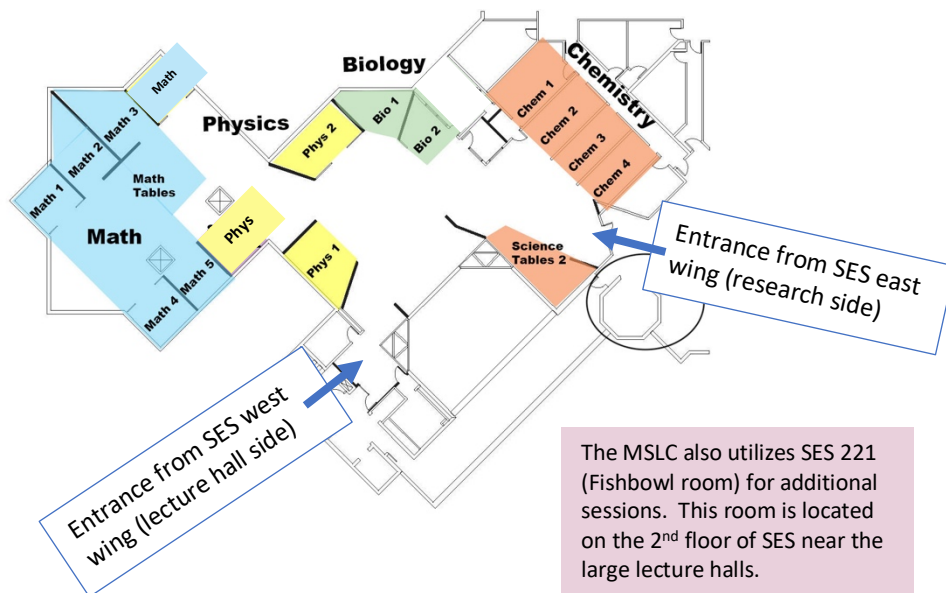 Biology
Chemistry
Physics
Math
Math 3
Math 2
Math 1
Math
Tables
Math
Math 5
Math 4
Phys
Phys 1
Phys 2
Bio 1
Bio 2
Chem 1
Chem 2
Chem 3
Chem 4
Science
Tables 2
Entrance from SES east
wing (research side)
Entrance from SES west
wing (lecture hall side)
The MSLC also utilizes SES 221
(Fishbowl room) for additional
sessions. This room is located
on the 2nd floor of SES near the
large lecture halls.